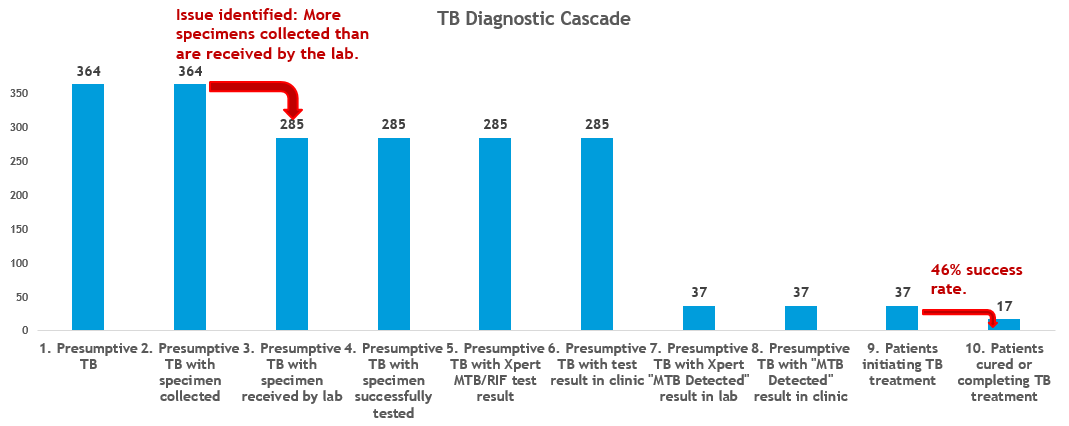 TB Diagnostic Cascade
Issue identified: More
specimens collected than
are received by the lab.
364
364
285
285
285
285
37
37
37
17
46% success
rate.
350
300
250
200
150
100
50
0
1. Presumptive
TB
2. Presumptive
TB with
specimen
collected
3. Presumptive
TB with
specimen
received by lab
4. Presumptive
TB with
specimen
successfully
tested
5. Presumptive
TB with Xpert
MTB/RIF test
result
6. Presumptive
TB with test
result in clinic
7. Presumptive
TB with Xpert
"MTB Detected"
result in lab
8. Presumptive
TB with "MTB
Detected"
result in clinic
9. Patients
initiating TB
treatment
10. Patients
cured or
completing TB
treatment